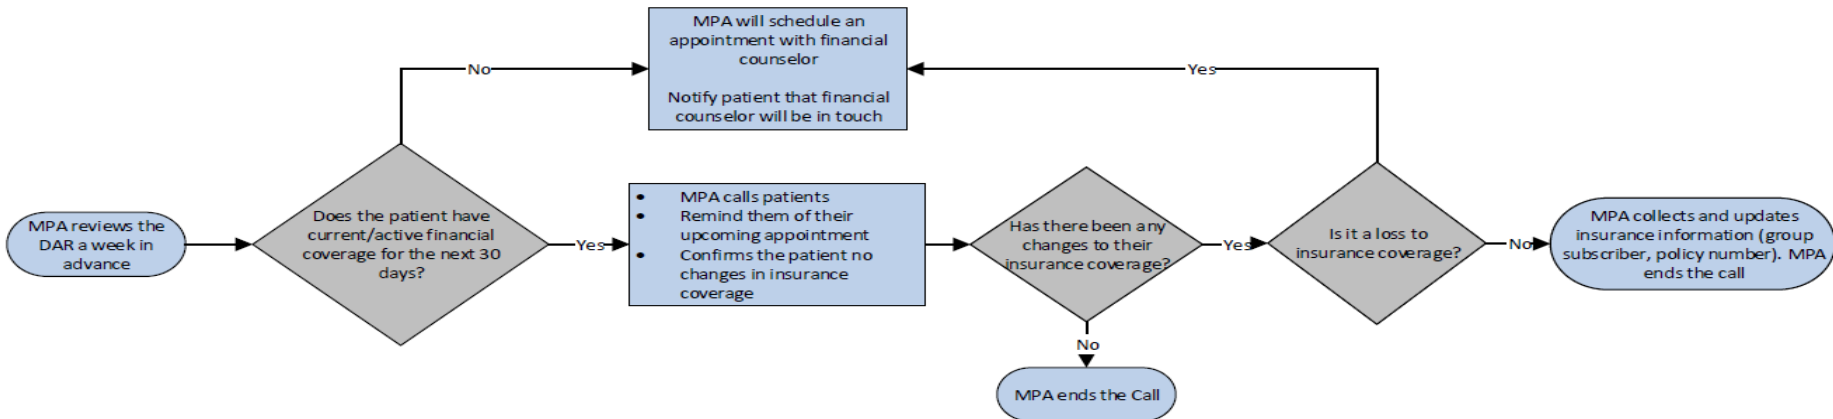 MPA will schedule an
appointment with financial
counselor
Notify patient that financial
counselor will be in touch
No
Yes
MPA reviews the
DAR a week in
advance
Does the patient have
current/active financial
coverage for the next 30
days?
Yes
• MPA calls patients
• Remind them of their
upcoming appointment
• Confirms the patient no
changes in insurance
coverage
Has there been any
changes to their
insurance coverage?
Yes
Is it a loss to
insurance coverage?
No
MPA collects and updates
insurance information (group
subscriber, policy number). MPA
ends the call
No
MPA ends the Call